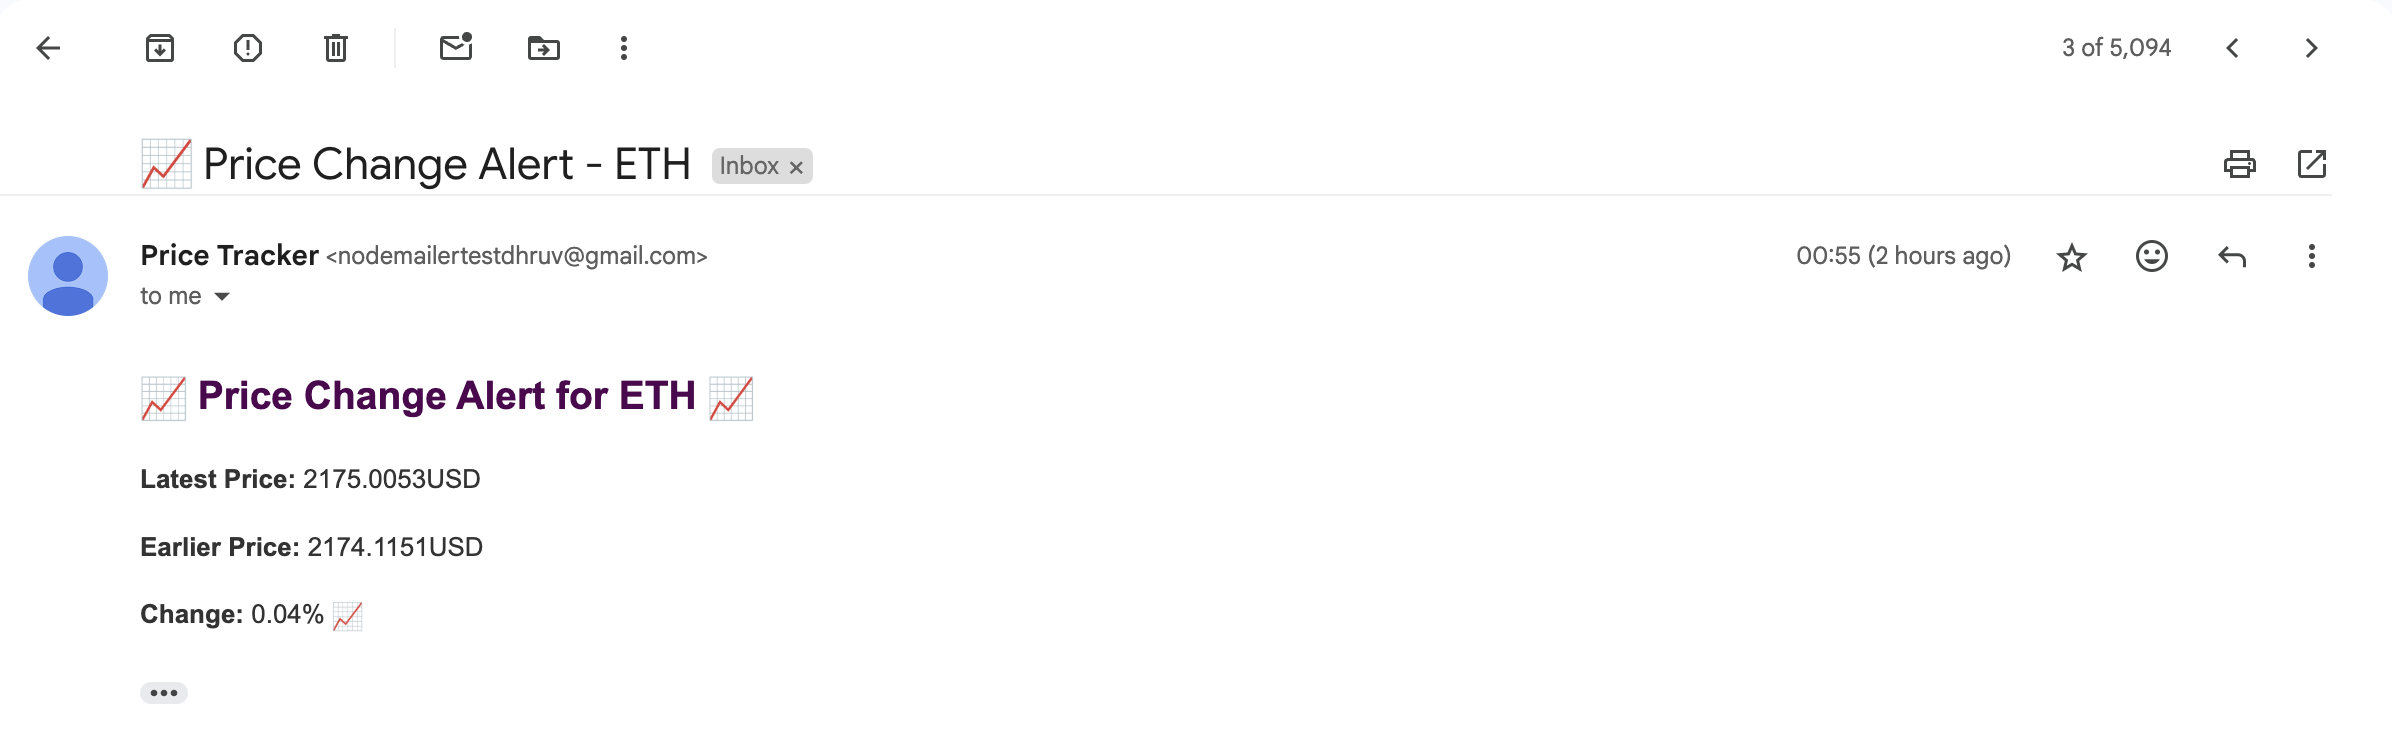 3 of 5,094
📈 Price Change Alert - ETH Inbox ×
Price Tracker <nodemailertestdhruv@gmail.com> 00:55 (2 hours ago)
to me
📈 Price Change Alert for ETH 📈
Latest Price: 2175.0053USD
Earlier Price: 2174.1151USD
Change: 0.04% 📈